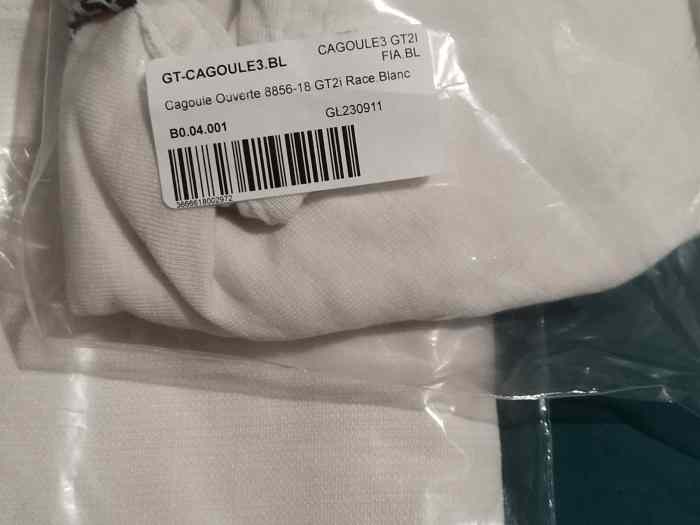 GT-CAGOULE3.BL
CAGOULE3 GT2I
FIA.BL
Cagoule Ouverte 8856-18 GT2i Race Blanc
B0.04.001
GL230911
3666618002972